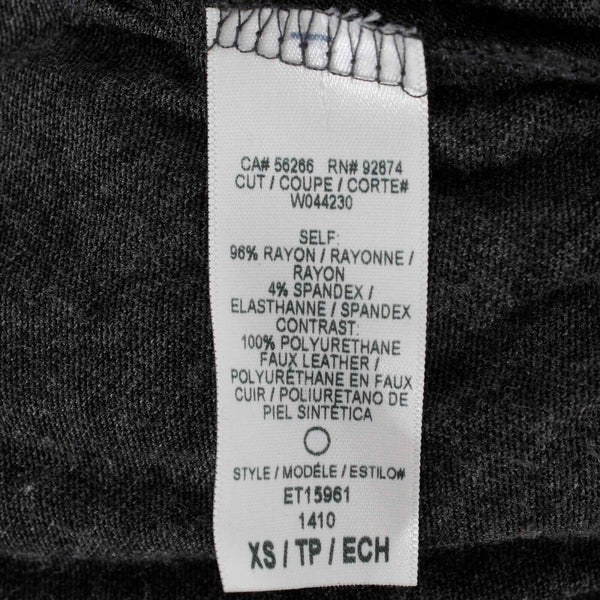 CA# 56266 RN# 92874
CUT / COUPE / CORTE#
W044230
SELF:
96% RAYON / RAYONNE /
RAYON
4% SPANDEX /
ELASTHANNE / SPANDEX
CONTRAST:
100% POLYURETHANE
FAUX LEATHER /
POLYURÉTHANE EN FAUX
CUIR / POLIURETANO DE
PIEL SINTÉTICA
STYLE / MODÉLE / ESTILO#
ET15961
1410
XS / TP / ECH